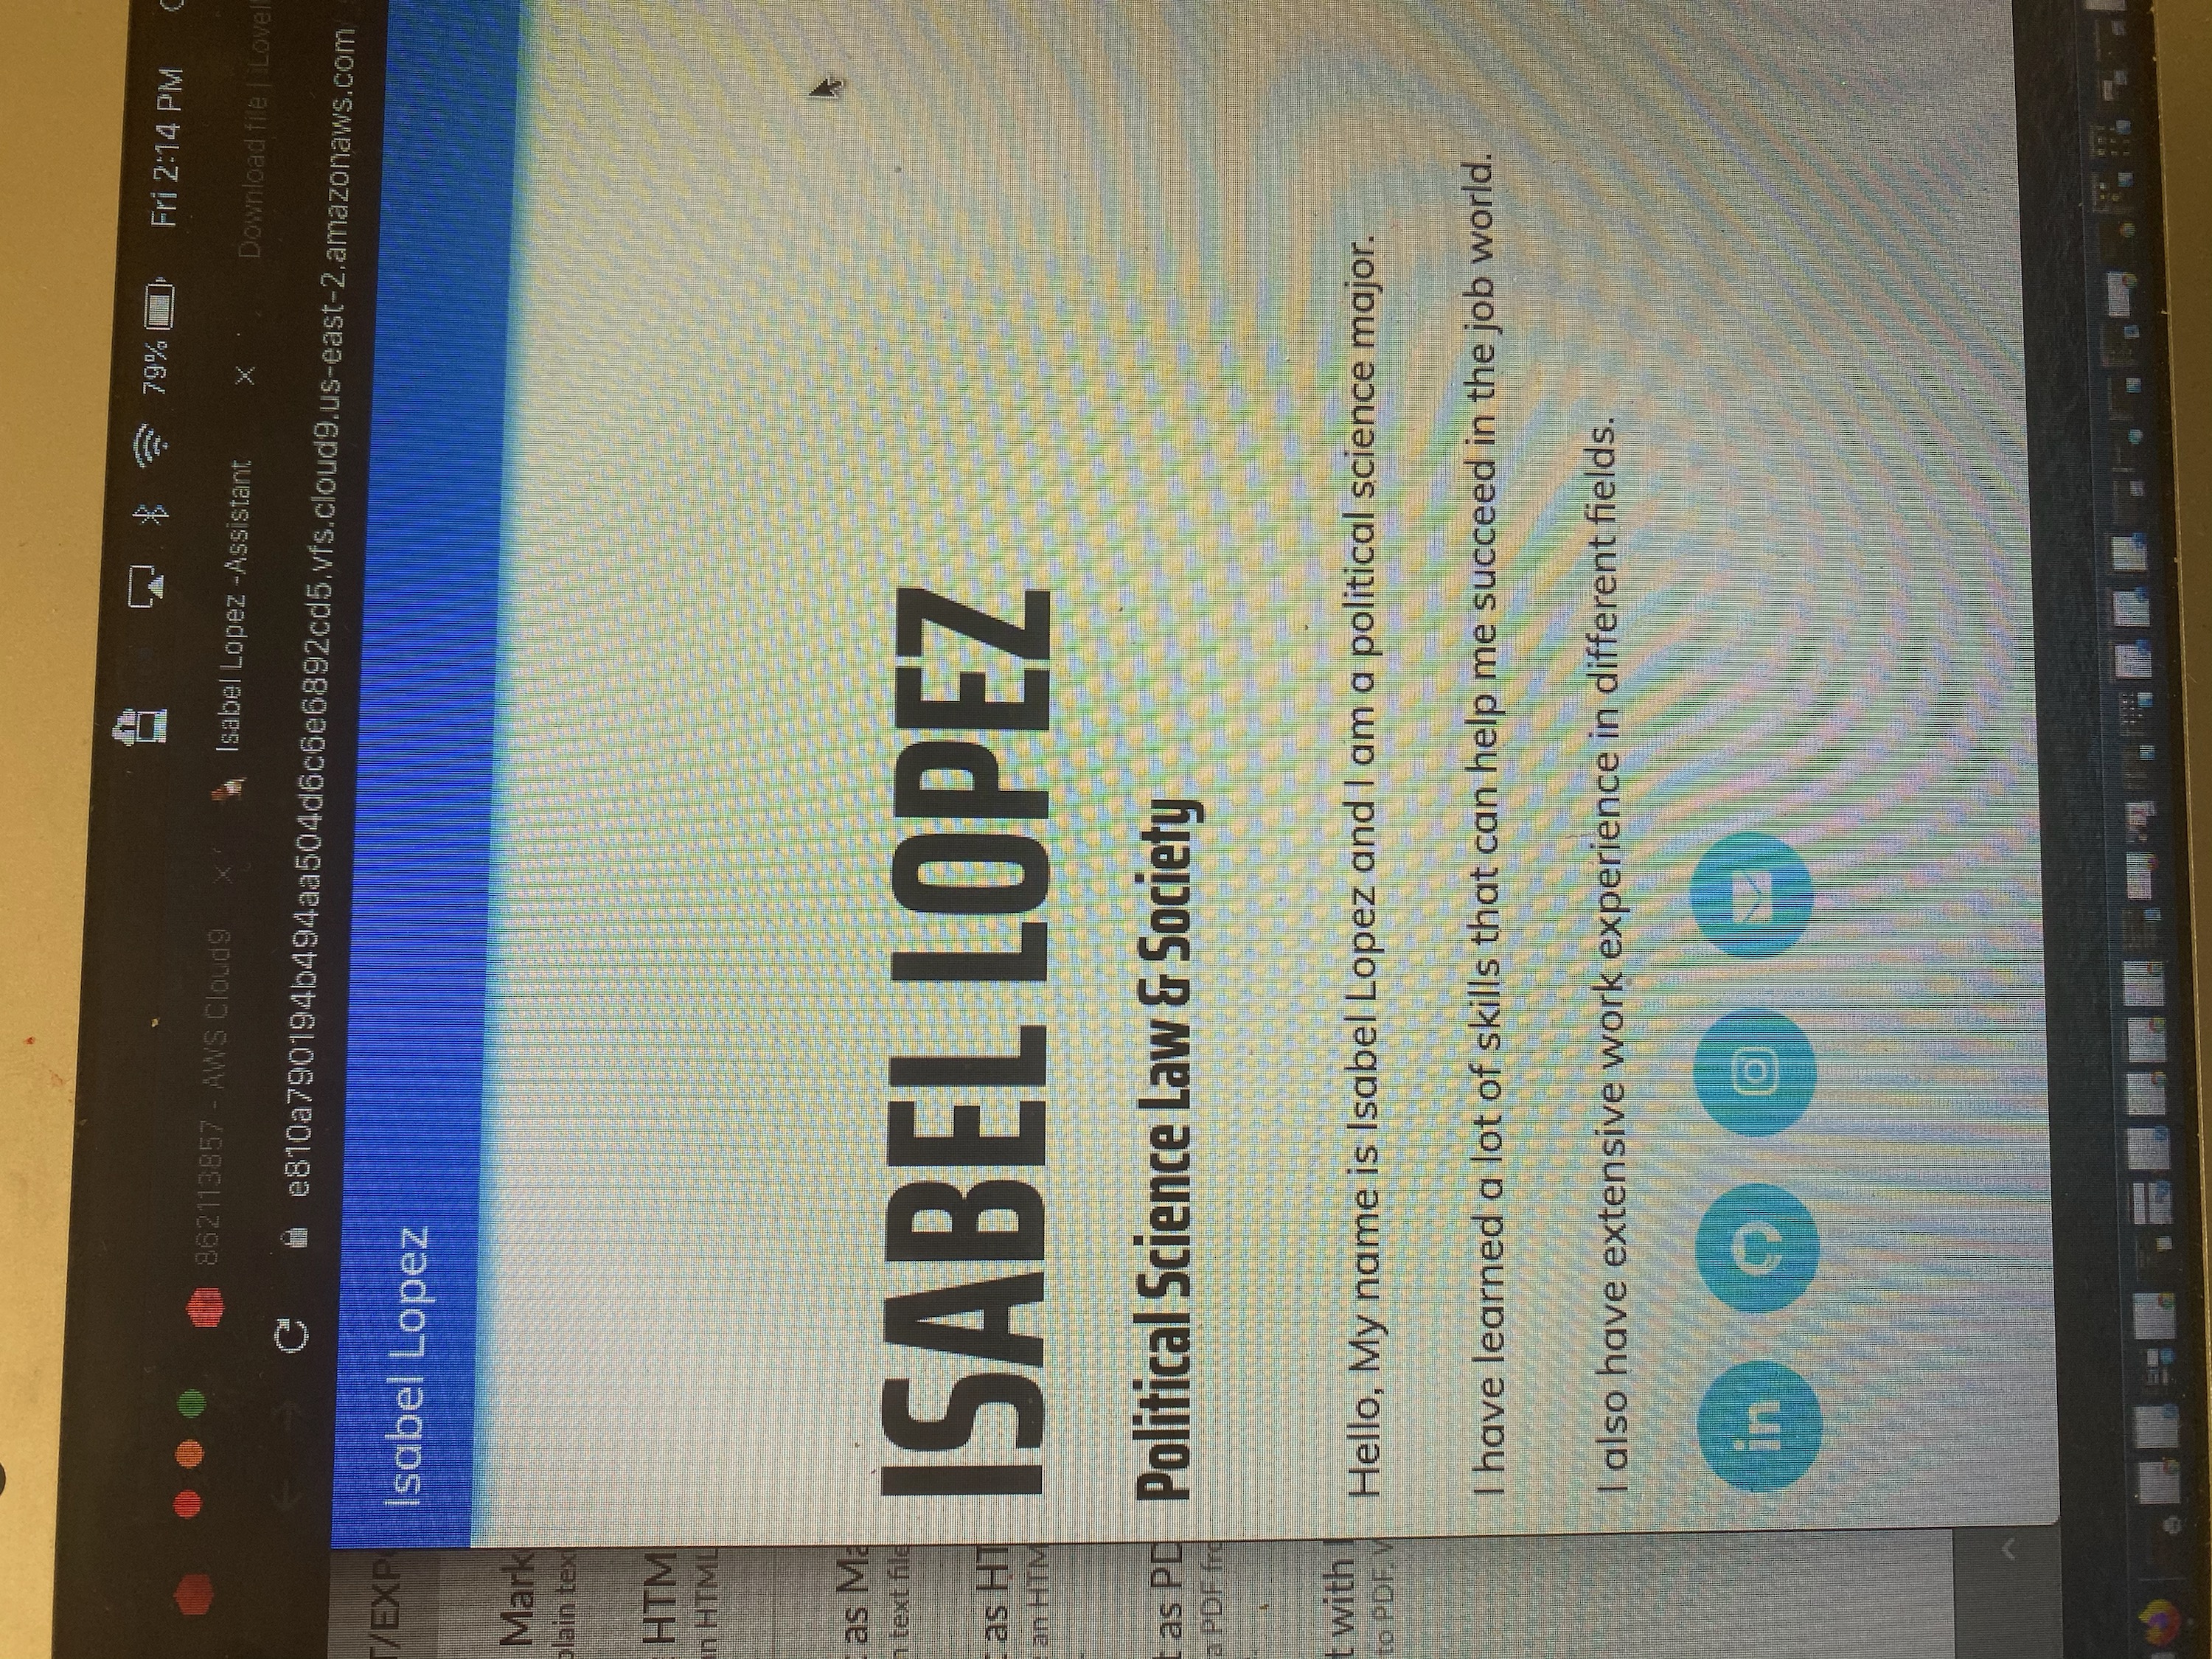 79% Fri 2:14 PM
862113857 - AWS Cloud9
Isabel Lopez -Assistant
Download file | iLoveI
e810a790194b494aa504d6c6e6892cd5.vfs.cloud9.us-east-2.amazonaws.com
T/EXP
Isabel Lopez
Mark
plain tex
HTM
an HTML
as Ma
n text file
ISABEL LOPEZ
as HT
an HTM
t as PD
Political Science Law & Society
a PDF fro
t with
Hello, My name is Isabel Lopez and I am a political science major.
to PDF. V
I have learned a lot of skills that can help me succeed in the job world.
I also have extensive work experience in different fields.
in